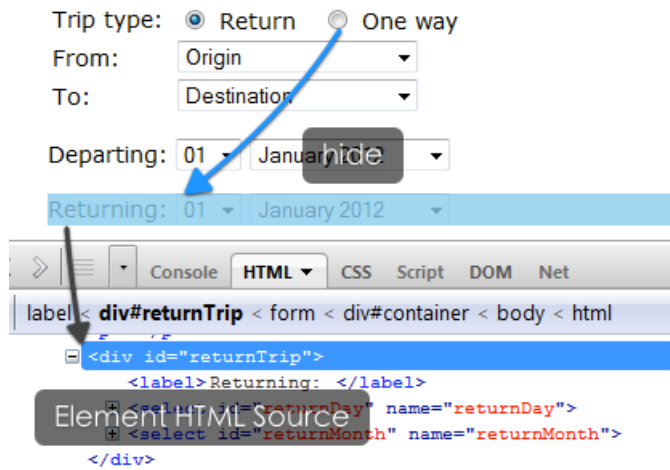 Trip type: Return One way
From: Origin
To: Destination
Departing: 01 January 2012
hide
Returning: 01 January 2012
Console HTML CSS Script DOM Net
label < div#returnTrip < form < div#container < body < html
<div id="returnTrip">
<label>Returning: </label>
<select id="returnDay" name="returnDay">
Element HTML Source
<select id="returnMonth" name="returnMonth">
</div>